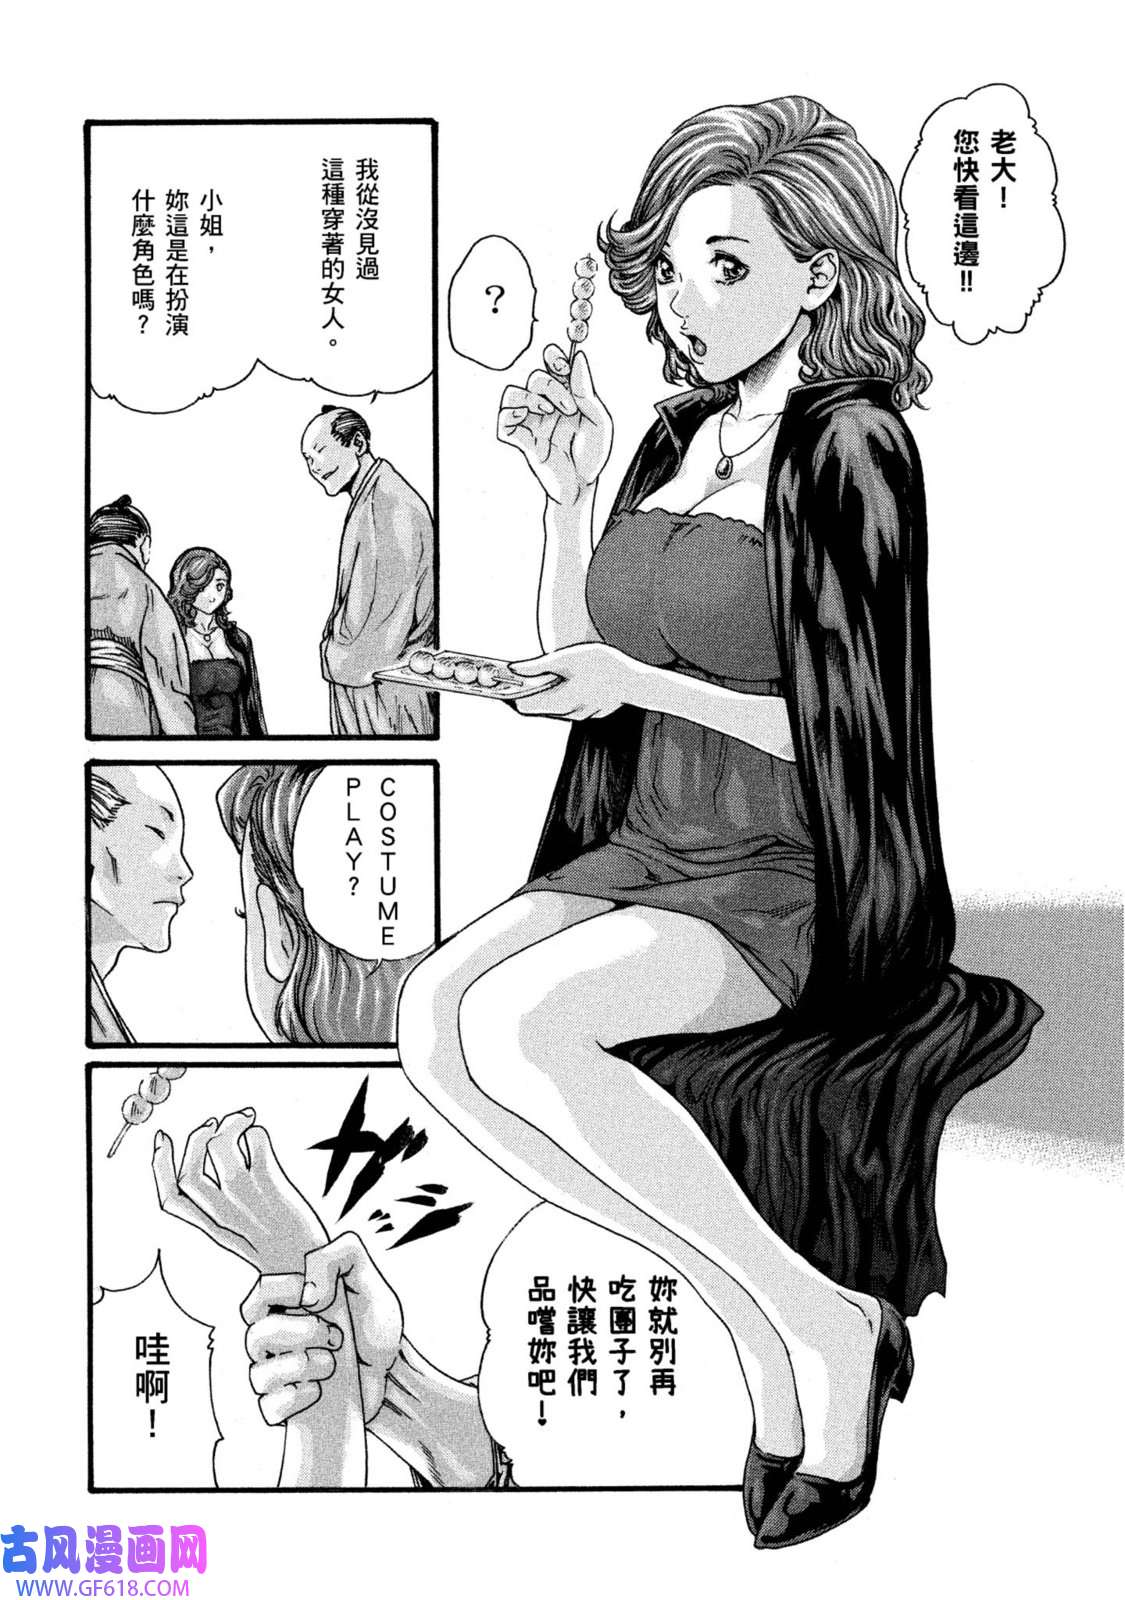 老大！
您快看這邊!!
？
我從沒見過
這種穿著的女人。
小姐，
妳這是在扮演
什麼角色嗎？
COSTUME
PLAY?
ガッ
妳就別再
吃團子了，
快讓我們
品嚐妳吧！
哇啊！
古风漫画网
WWW.GF618.COM